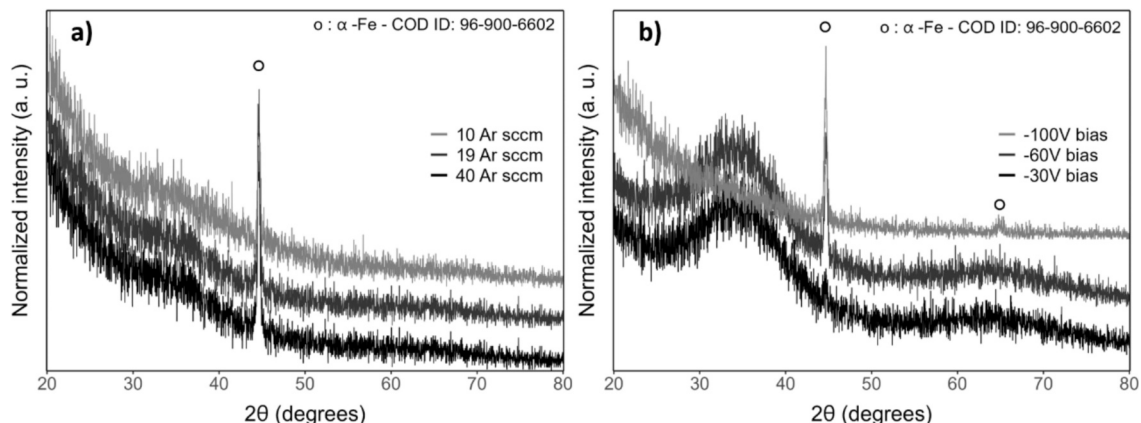 a)
o : α -Fe - COD ID: 96-900-6602
10 Ar sccm
19 Ar sccm
40 Ar sccm
Normalized intensity (a. u.)
20 30 40 50 60 70 80
2θ (degrees)
b)
o : α -Fe - COD ID: 96-900-6602
-100V bias
-60V bias
-30V bias
Normalized intensity (a. u.)
20 30 40 50 60 70 80
2θ (degrees)